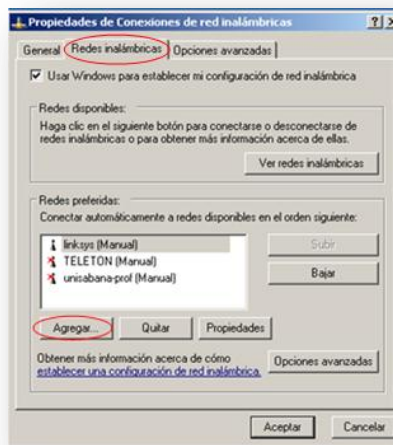 Propiedades de Conexiones de red inalámbricas
General Redes inalámbricas Opciones avanzadas
Usar Windows para establecer mi configuración de red inalámbrica
Redes disponibles:
Haga clic en el siguiente botón para conectarse o desconectarse de
redes inalámbricas o para obtener más información acerca de ellas.
Ver redes inalámbricas
Redes preferidas:
Conectar automáticamente a redes disponibles en el orden siguiente:
linksys (Manual)
TELETON (Manual)
unisabana-prof (Manual)
Subir
Bajar
Agregar... Quitar Propiedades
Obtener más información acerca de cómo
establecer una configuración de red inalámbrica.
Opciones avanzadas
Aceptar Cancelar